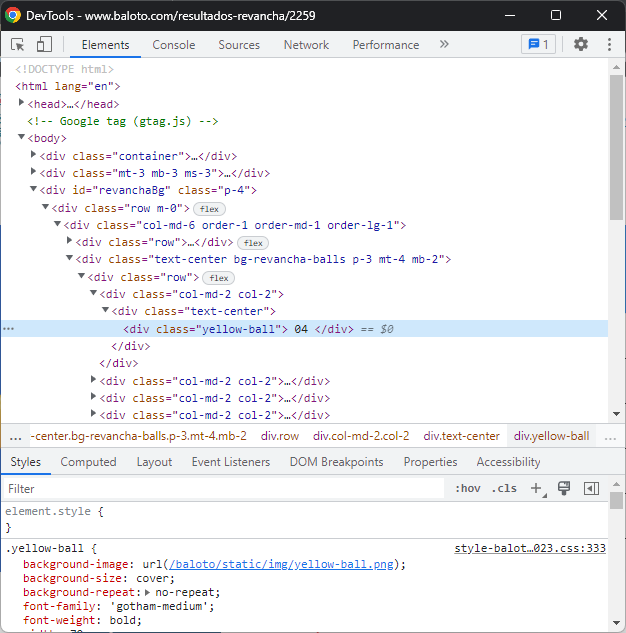 DevTools - www.baloto.com/resultados-revancha/2259
Elements Console Sources Network Performance » 1
<!DOCTYPE html>
<html lang="en">
<head>…</head>
<!-- Google tag (gtag.js) -->
<body>
<div class="container">…</div>
<div class="mt-3 mb-3 ms-3">…</div>
<div id="revanchaBg" class="p-4">
<div class="row m-0"> flex
<div class="col-md-6 order-1 order-md-1 order-lg-1">
<div class="row">…</div> flex
<div class="text-center bg-revancha-balls p-3 mt-4 mb-2">
<div class="row"> flex
<div class="col-md-2 col-2">
<div class="text-center">
… <div class="yellow-ball"> 04 </div> == $0
</div>
</div>
<div class="col-md-2 col-2">…</div>
<div class="col-md-2 col-2">…</div>
<div class="col-md-2 col-2">…</div>
… -center.bg-revancha-balls.p-3.mt-4.mb-2 div.row div.col-md-2.col-2 div.text-center div.yellow-ball …
Styles Computed Layout Event Listeners DOM Breakpoints Properties Accessibility
Filter :hov .cls +
element.style {
}
.yellow-ball { style-balot…023.css:333
background-image: url(/baloto/static/img/yellow-ball.png);
background-size: cover;
background-repeat: no-repeat;
font-family: 'gotham-medium';
font-weight: bold;